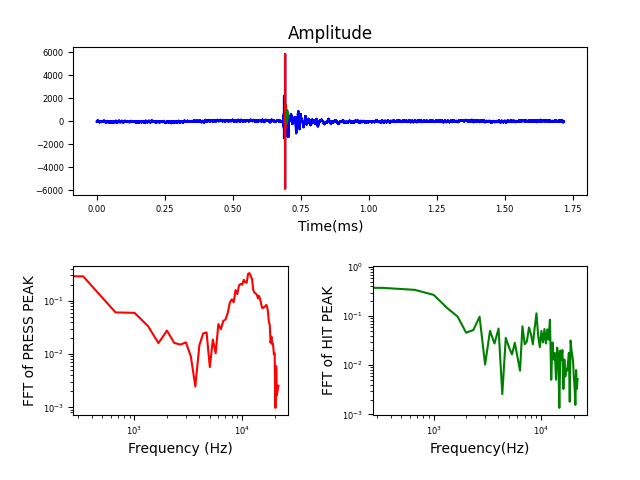 Amplitude
6000
4000
2000
0
−2000
−4000
−6000
0.00 0.25 0.50 0.75 1.00 1.25 1.50 1.75
Time(ms)
FFT of PRESS PEAK
10⁻¹
10⁻²
10⁻³
10³ 10⁴
Frequency (Hz)
FFT of HIT PEAK
10⁰
10⁻¹
10⁻²
10⁻³
10³ 10⁴
Frequency(Hz)